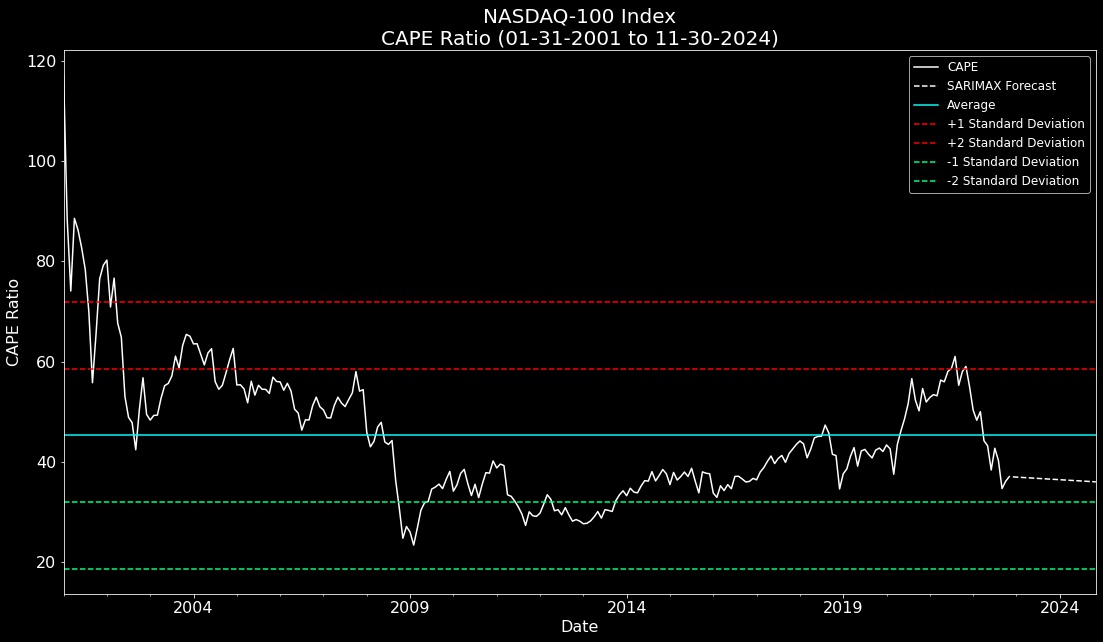 NASDAQ-100 Index
CAPE Ratio (01-31-2001 to 11-30-2024)
CAPE
SARIMAX Forecast
Average
+1 Standard Deviation
+2 Standard Deviation
-1 Standard Deviation
-2 Standard Deviation
CAPE Ratio
120
100
80
60
40
20
2004
2009
2014
2019
2024
Date